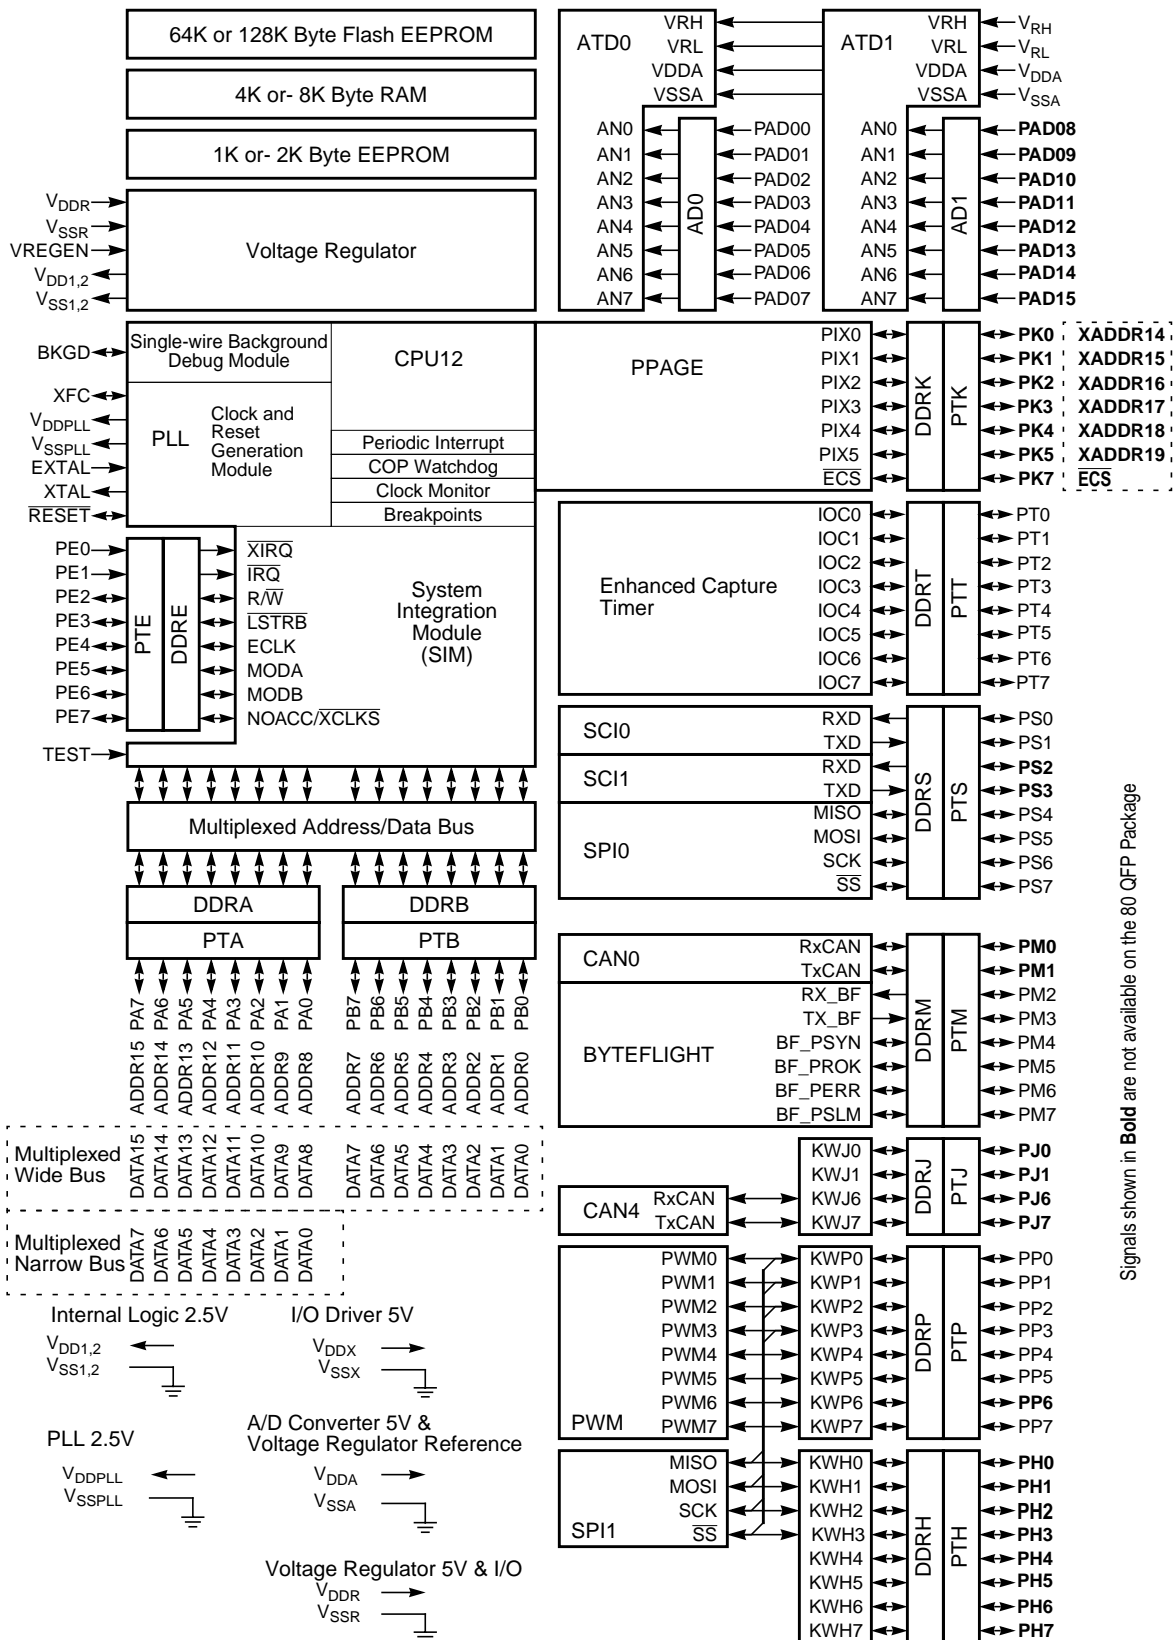 64K or 128K Byte Flash EEPROM
4K or- 8K Byte RAM
1K or- 2K Byte EEPROM
VDDR
VSSR
VREGEN
VDD1,2
VSS1,2
Voltage Regulator
ATD0
VRH
VRL
VDDA
VSSA
AN0
AN1
AN2
AN3
AN4
AN5
AN6
AN7
AD0
PAD00
PAD01
PAD02
PAD03
PAD04
PAD05
PAD06
PAD07
ATD1
VRH
VRL
VDDA
VSSA
VRH
VRL
VDDA
VSSA
AN0
AN1
AN2
AN3
AN4
AN5
AN6
AN7
AD1
PAD08
PAD09
PAD10
PAD11
PAD12
PAD13
PAD14
PAD15
BKGD
XFC
VDDPLL
VSSPLL
EXTAL
XTAL
RESET
Single-wire Background
Debug Module
CPU12
PLL
Clock and
Reset
Generation
Module
Periodic Interrupt
COP Watchdog
Clock Monitor
Breakpoints
PPAGE
PIX0
PIX1
PIX2
PIX3
PIX4
PIX5
ECS
DDRK
PTK
PK0 XADDR14
PK1 XADDR15
PK2 XADDR16
PK3 XADDR17
PK4 XADDR18
PK5 XADDR19
PK7 ECS
PE0
PE1
PE2
PE3
PE4
PE5
PE6
PE7
TEST
PTE
DDRE
XIRQ
IRQ
R/W
LSTRB
ECLK
MODA
MODB
NOACC/XCLKS
System
Integration
Module
(SIM)
Enhanced Capture
Timer
IOC0
IOC1
IOC2
IOC3
IOC4
IOC5
IOC6
IOC7
DDRT
PTT
PT0
PT1
PT2
PT3
PT4
PT5
PT6
PT7
SCI0
RXD
TXD
SCI1
RXD
TXD
SPI0
MISO
MOSI
SCK
SS
DDRS
PTS
PS0
PS1
PS2
PS3
PS4
PS5
PS6
PS7
Multiplexed Address/Data Bus
DDRA
PTA
DDRB
PTB
PA7
PA6
PA5
PA4
PA3
PA2
PA1
PA0
PB7
PB6
PB5
PB4
PB3
PB2
PB1
PB0
ADDR15
ADDR14
ADDR13
ADDR12
ADDR11
ADDR10
ADDR9
ADDR8
ADDR7
ADDR6
ADDR5
ADDR4
ADDR3
ADDR2
ADDR1
ADDR0
Multiplexed
Wide Bus
DATA15
DATA14
DATA13
DATA12
DATA11
DATA10
DATA9
DATA8
DATA7
DATA6
DATA5
DATA4
DATA3
DATA2
DATA1
DATA0
Multiplexed
Narrow Bus
DATA7
DATA6
DATA5
DATA4
DATA3
DATA2
DATA1
DATA0
CAN0
RxCAN
TxCAN
BYTEFLIGHT
RX_BF
TX_BF
BF_PSYN
BF_PROK
BF_PERR
BF_PSLM
DDRM
PTM
PM0
PM1
PM2
PM3
PM4
PM5
PM6
PM7
CAN4
RxCAN
TxCAN
KWJ0
KWJ1
KWJ6
KWJ7
DDRJ
PTJ
PJ0
PJ1
PJ6
PJ7
PWM
PWM0
PWM1
PWM2
PWM3
PWM4
PWM5
PWM6
PWM7
KWP0
KWP1
KWP2
KWP3
KWP4
KWP5
KWP6
KWP7
DDRP
PTP
PP0
PP1
PP2
PP3
PP4
PP5
PP6
PP7
SPI1
MISO
MOSI
SCK
SS
KWH0
KWH1
KWH2
KWH3
KWH4
KWH5
KWH6
KWH7
DDRH
PTH
PH0
PH1
PH2
PH3
PH4
PH5
PH6
PH7
Internal Logic 2.5V
VDD1,2
VSS1,2
I/O Driver 5V
VDDX
VSSX
PLL 2.5V
VDDPLL
VSSPLL
A/D Converter 5V &
Voltage Regulator Reference
VDDA
VSSA
Voltage Regulator 5V & I/O
VDDR
VSSR
Signals shown in Bold are not available on the 80 QFP Package